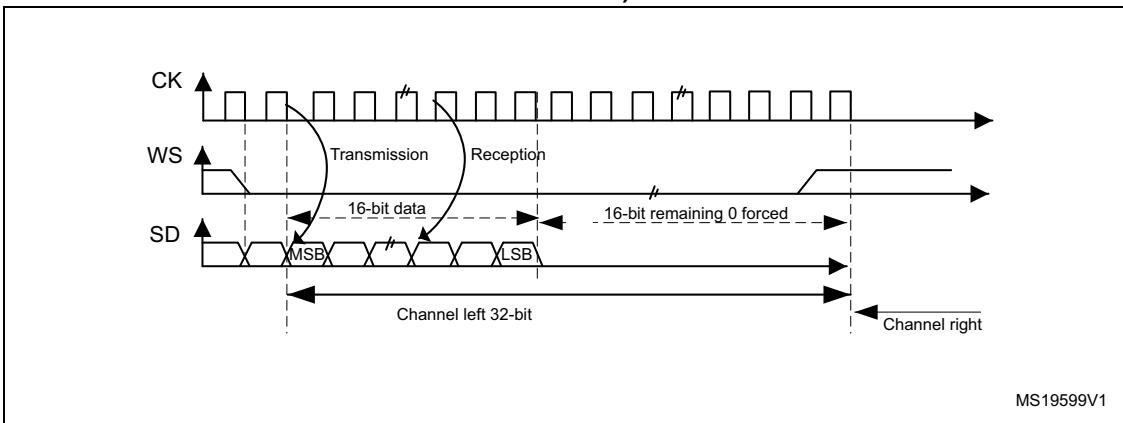 CK
Transmission
Reception
WS
16-bit data
16-bit remaining 0 forced
SD
MSB
LSB
Channel left 32-bit
Channel right
MS19599V1